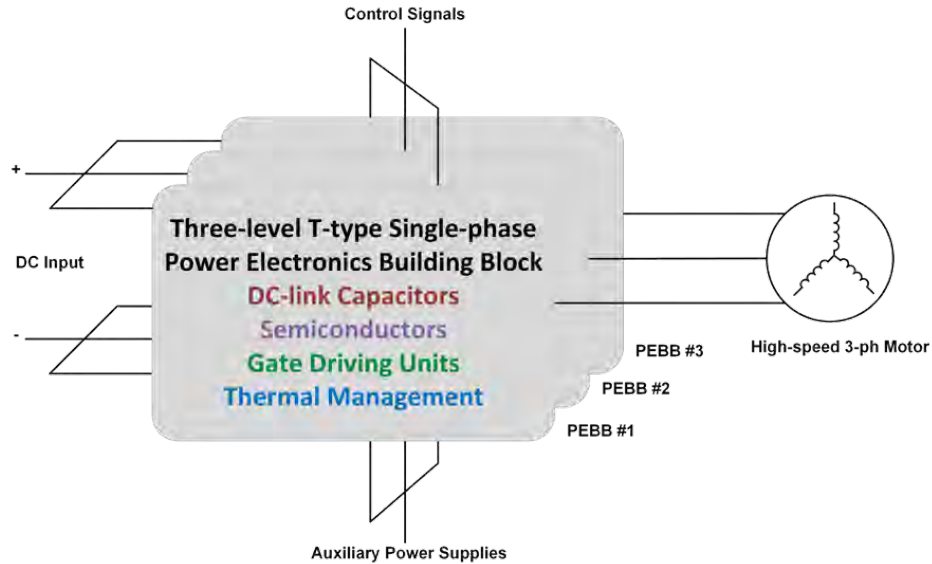 Control Signals
+
DC Input
-
Three-level T-type Single-phase
Power Electronics Building Block
DC-link Capacitors
Semiconductors
Gate Driving Units
Thermal Management
PEBB #3
PEBB #2
PEBB #1
High-speed 3-ph Motor
Auxiliary Power Supplies